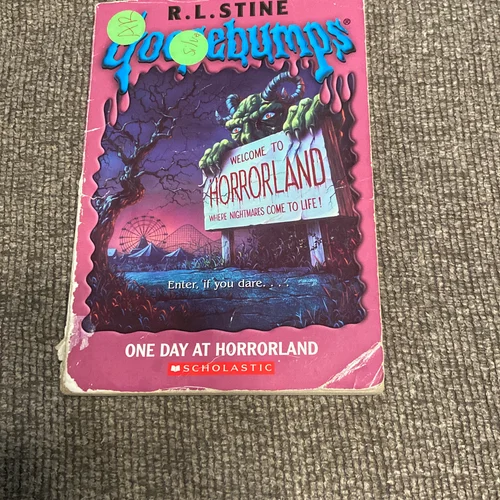 R.L.STINE
Goosebumps®
WELCOME TO
HORRORLAND
WHERE NIGHTMARES COME TO LIFE!
Enter, if you dare. . . .
ONE DAY AT HORRORLAND
SCHOLASTIC